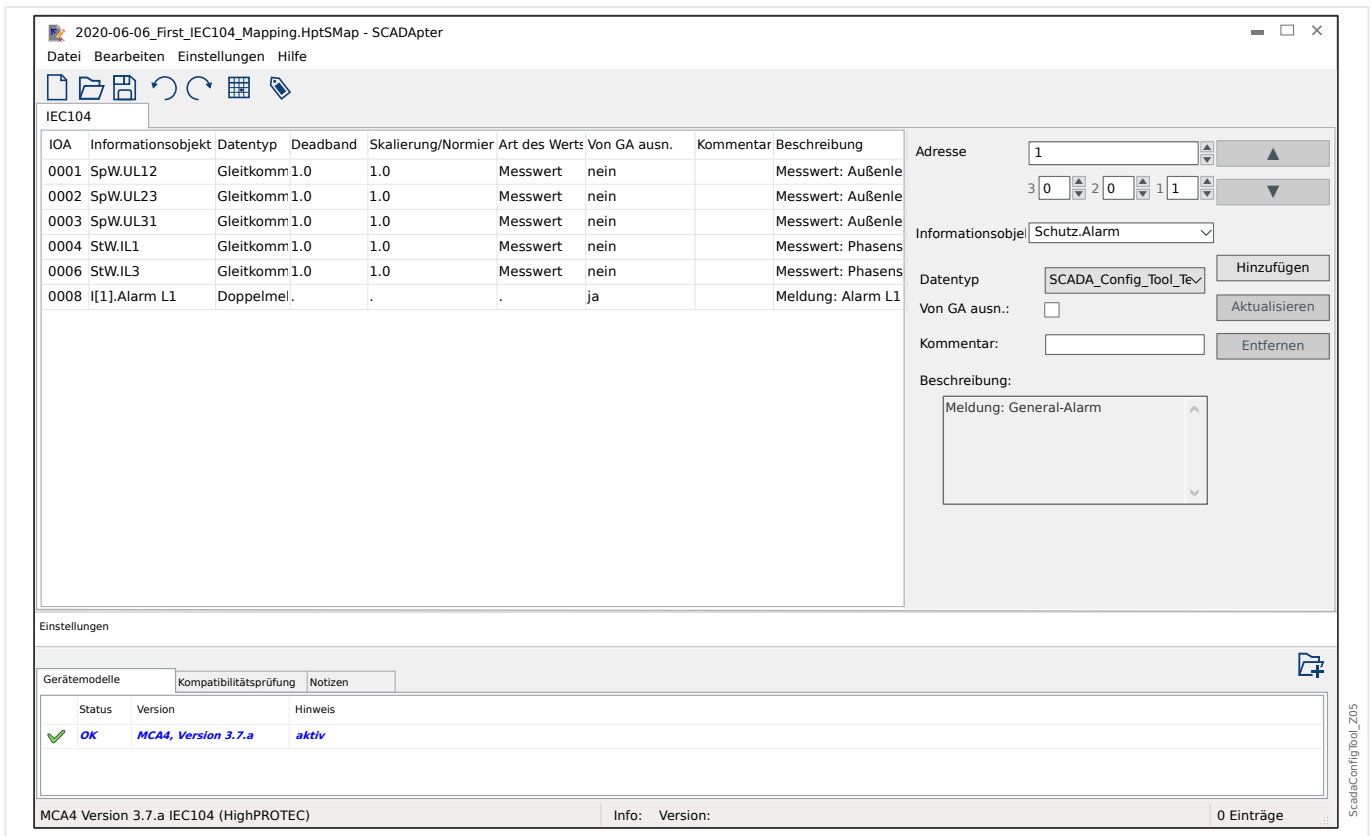 2020-06-06_First_IEC104_Mapping.HptSMap - SCADApter
Datei Bearbeiten Einstellungen Hilfe
IEC104
IOA Informationsobjekt Datentyp Deadband Skalierung/Normier Art des Werts Von GA ausn. Kommentar Beschreibung
0001 SpW.UL12 Gleitkomm 1.0 1.0 Messwert nein Messwert: Außenle
0002 SpW.UL23 Gleitkomm 1.0 1.0 Messwert nein Messwert: Außenle
0003 SpW.UL31 Gleitkomm 1.0 1.0 Messwert nein Messwert: Außenle
0004 StW.IL1 Gleitkomm 1.0 1.0 Messwert nein Messwert: Phasens
0006 StW.IL3 Gleitkomm 1.0 1.0 Messwert nein Messwert: Phasens
0008 I[1].Alarm L1 Doppelmel . . . ja Meldung: Alarm L1
Adresse 1
3 0 2 0 1 1
Informationsobjel Schutz.Alarm
Hinzufügen
Datentyp SCADA_Config_Tool_Te
Von GA ausn.:
Aktualisieren
Kommentar:
Entfernen
Beschreibung:
Meldung: General-Alarm
Einstellungen
Gerätemodelle Kompatibilitätsprüfung Notizen
Status Version Hinweis
OK MCA4, Version 3.7.a aktiv
MCA4 Version 3.7.a IEC104 (HighPROTEC) Info: Version: 0 Einträge
ScadaConfigTool_Z05